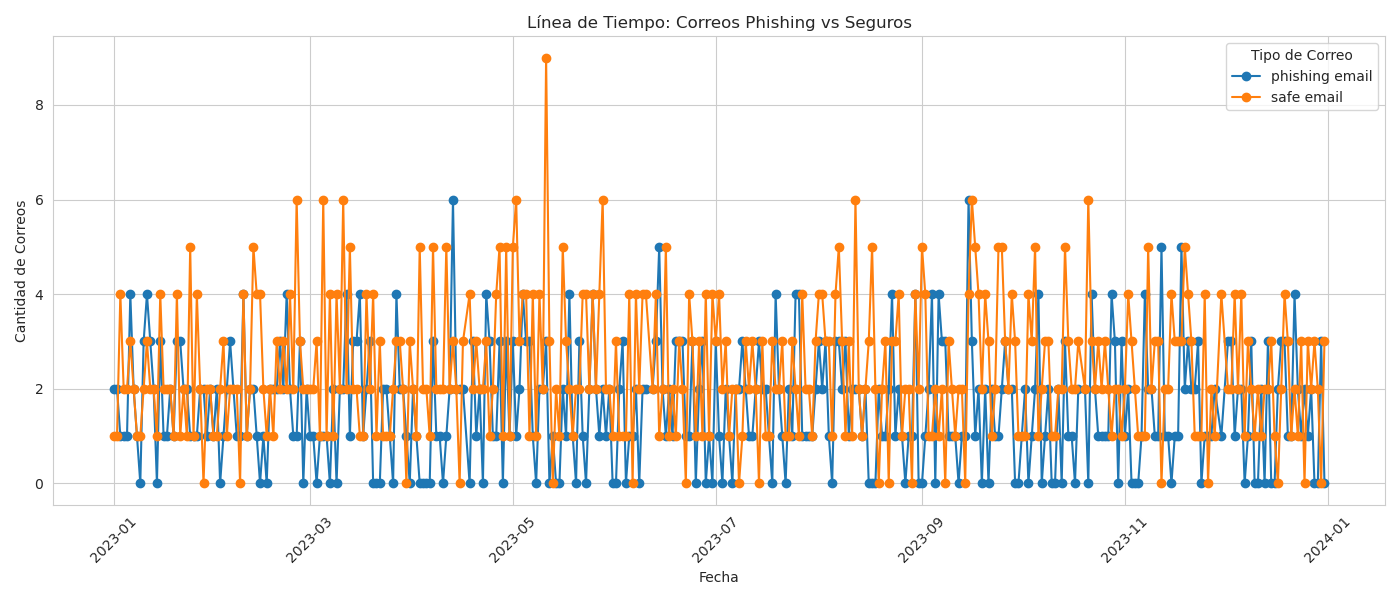 Línea de Tiempo: Correos Phishing vs Seguros
Tipo de Correo
phishing email
safe email
Cantidad de Correos
8
6
4
2
0
2023-01
2023-03
2023-05
2023-07
2023-09
2023-11
2024-01
Fecha